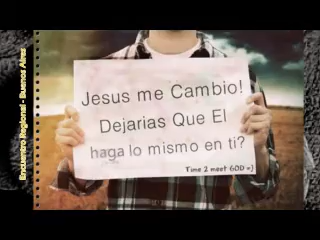 Encuentro Regional - Buenos Aires
Jesus me Cambio!
Dejarias Que El
haga lo mismo en ti?
Time 2 meet GOD =)